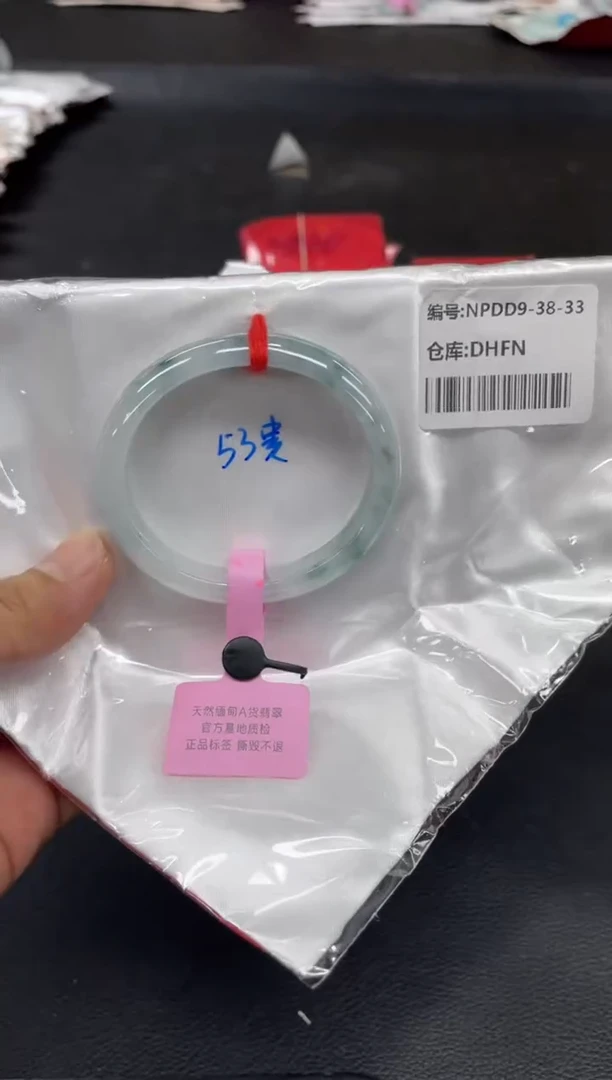 编号:NPDD9-38-33
仓库:DHFN
53贵
天然缅甸A货翡翠
官方基地质检
正品标签 撕毁不退